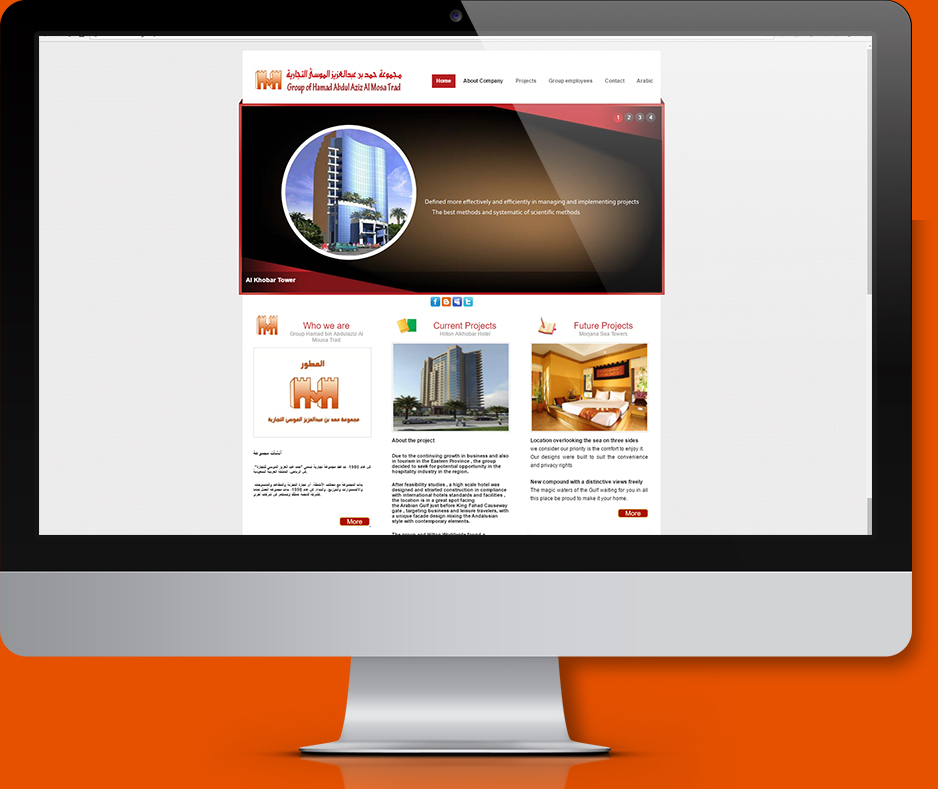 مجموعة حمد بن عبدالعزيز الموسى التجارية
Group of Hamad Abdul Aziz Al Mosa Trad
Home About Company Projects Group employees Contact Arabic
1 2 3 4
Defined more effectively and efficiently in managing and implementing projects
The best methods and systematic of scientific methods
Al Khobar Tower
Who we are
Group Hamad bin Abdulaziz Al
Mousa Trad
المطور
مجموعة حمد بن عبدالعزيز الموسى التجارية
More
Current Projects
Hilton Alkhobar Hotel
About the project
Due to the continuing growth in business and also
in tourism in the Eastern Province , the group
decided to seek for potential opportunity in the
hospitality industry in the region.
After feasibility studies , a high scale hotel was
designed and strarted construction in compliance
with international hotels standards and facilities ,
the location is in a great spot facing
the Arabian Gulf just before King Fahad Causeway
gate , targeting business and leisure travelers, with
a unique facade design mixing the Andalusian
style with contemporary elements.
The group and Hilton Worldwide found a
Future Projects
Morjana Sea Towers
Location overlooking the sea on three sides
we consider our priority is the comfort to enjoy it.
Our designs were built to suit the convenience
and privacy rights
New compound with a distinctive views freely
The magic waters of the Gulf waiting for you in all
this place be proud to make it your home.
More